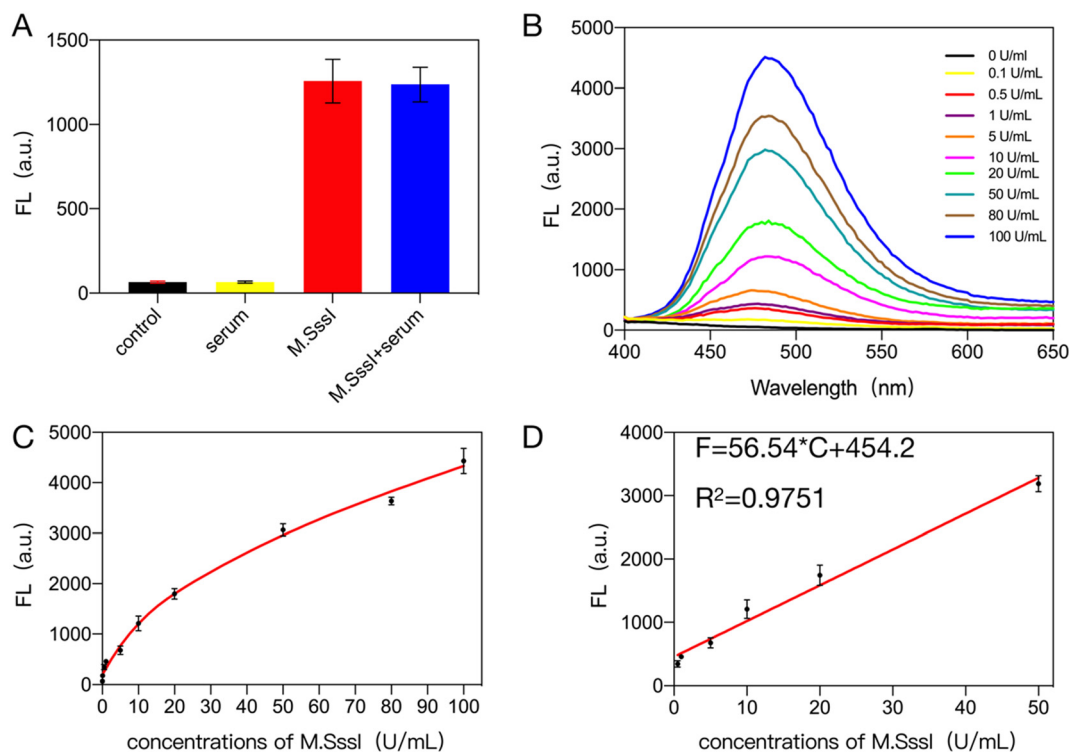 A
1500
1000
500
0
FL (a.u.)
control
serum
M.SssI
M.SssI+serum
B
5000
4000
3000
2000
1000
0
FL (a.u.)
400 450 500 550 600 650
Wavelength (nm)
0 U/ml
0.1 U/mL
0.5 U/mL
1 U/mL
5 U/mL
10 U/mL
20 U/mL
50 U/mL
80 U/mL
100 U/mL
C
5000
4000
3000
2000
1000
0
FL (a.u.)
0 10 20 30 40 50 60 70 80 90 100
concentrations of M.SssI (U/mL)
D
4000
3000
2000
1000
0
FL (a.u.)
F=56.54*C+454.2
R²=0.9751
0 10 20 30 40 50
concentrations of M.SssI (U/mL)